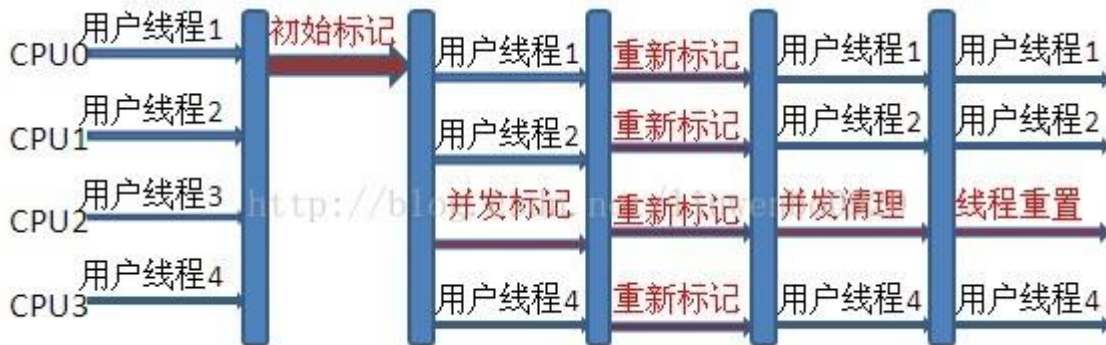 CPU0 用户线程1 初始标记 用户线程1 重新标记 用户线程1 用户线程1
CPU1 用户线程2 用户线程2 重新标记 用户线程2 用户线程2
CPU2 用户线程3 并发标记 重新标记 并发清理 线程重置
http://blog.
CPU3 用户线程4 用户线程4 重新标记 用户线程4 用户线程4